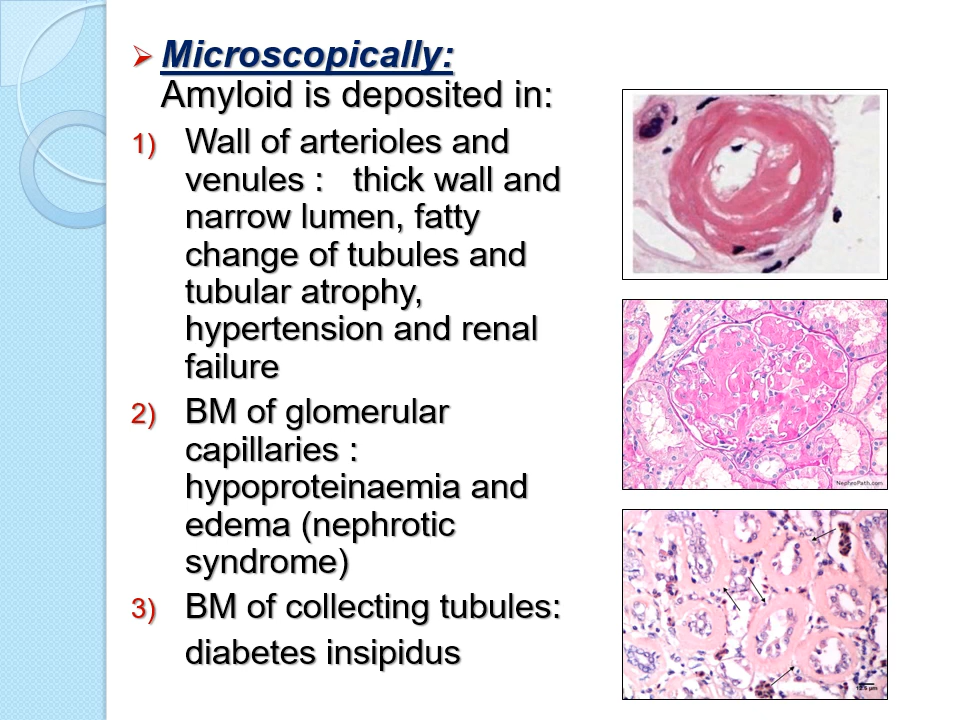 ➢ Microscopically:
Amyloid is deposited in:
1) Wall of arterioles and
venules : thick wall and
narrow lumen, fatty
change of tubules and
tubular atrophy,
hypertension and renal
failure
2) BM of glomerular
capillaries :
hypoproteinaemia and
edema (nephrotic
syndrome)
3) BM of collecting tubules:
diabetes insipidus
NephroPath.com